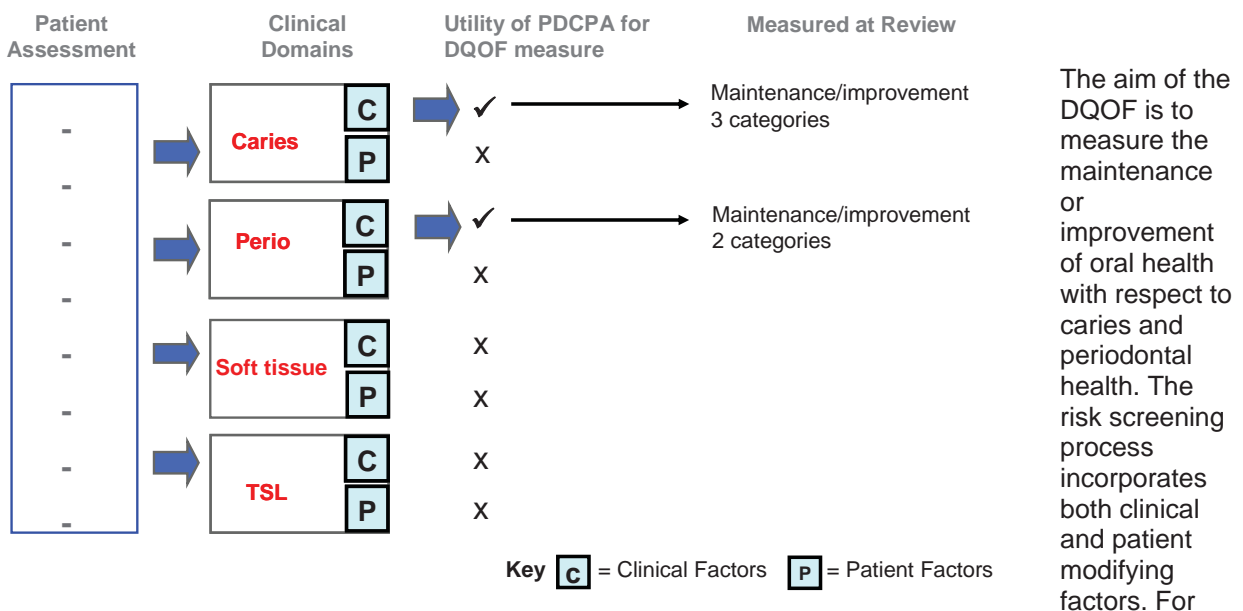 Patient Assessment
Clinical Domains
Utility of PDCPA for DQOF measure
Measured at Review
-
-
-
-
-
-
-
-
Caries
C
P
✓
X
Maintenance/improvement
3 categories
Perio
C
P
✓
X
Maintenance/improvement
2 categories
Soft tissue
C
P
X
X
TSL
C
P
X
X
Key C = Clinical Factors P = Patient Factors
The aim of the
DQOF is to
measure the
maintenance
or
improvement
of oral health
with respect to
caries and
periodontal
health. The
risk screening
process
incorporates
both clinical
and patient
modifying
factors. For